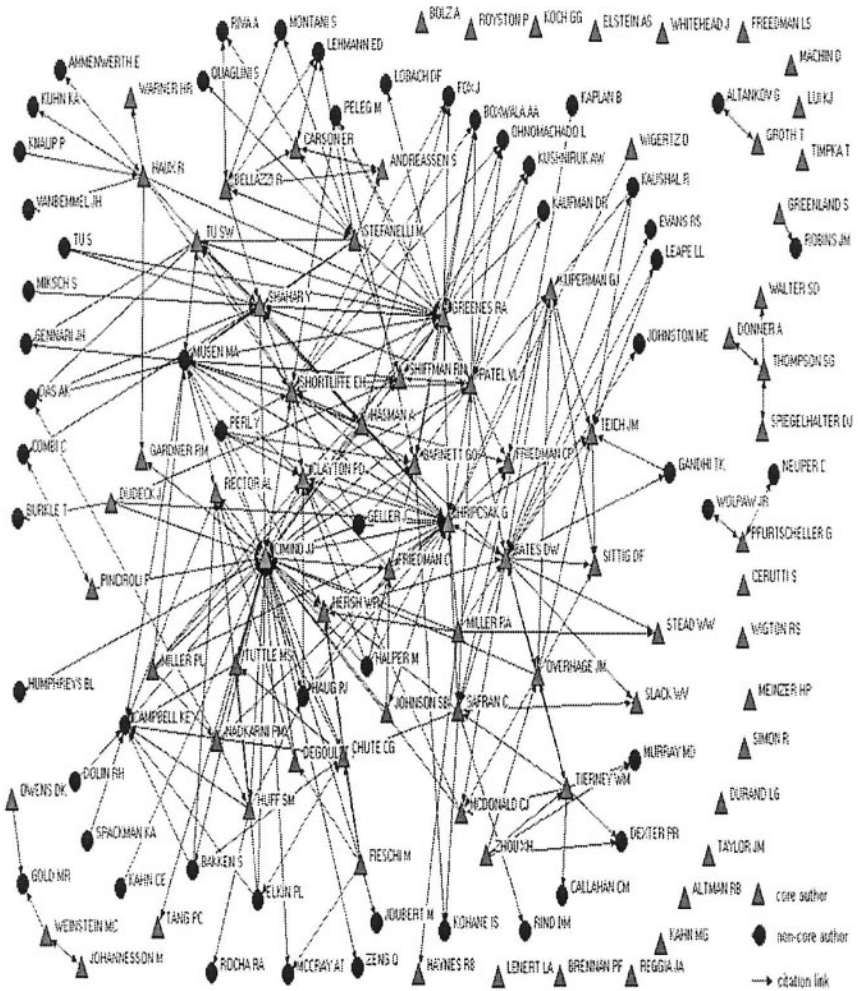 RIVA A
MONTANI S
BOLZ A
ROYSTON P
KOCH GG
ELSTEIN AS
WHITEHEAD J
FREEDMAN LS
LEHMANN ED
AMMENWERTH E
QUAGLINI S
LOBACH DF
FOX J
MACHIN D
KUHN KA
WARNER HR
PELEG M
BOXWALA AA
KAPLAN B
ALTANKOV G
LUI KJ
OHNOMACHADO L
KNAUP P
CARSON ER
ANDREASSEN S
KUSHNIRUK AW
WIGERTZ O
GROTH T
TIMPKA T
HAUX R
BELLAZZI R
KAUSHAL R
VANBEMMEL JH
KAUFMAN DR
GREENLAND S
EVANS RS
TU S
TU SW
STEFANELLI M
LEAPE LL
ROBINS JM
MIKSCH S
SHAHAR Y
GREENES RA
KUPERMAN GJ
WALTER SD
GENNARI JH
MUSEN MA
JOHNSTON ME
DONNER A
THOMPSON SG
DAS AK
SHORTLIFFE EH
SHIFFMAN RN
PATEL VL
PERL Y
HASMAN A
TEICH JM
SPIEGELHALTER DJ
COMBI C
GARDNER RM
CLAYTON PD
BARNETT GO
FRIEDMAN CP
GANDHI TK
NEUPER C
RECTOR AL
BURKLE T
DUDECK J
GELLER J
HRIPCSAK G
WOLPAW JR
PFURTSCHELLER G
CIMINO JJ
FRIEDMAN C
BATES DW
SITTIG DF
PINCIROLI F
CERUTTI S
HERSH WR
MILLER RA
STEAD WW
WIGTON RS
MILLER PL
TUTTLE MS
HALPER M
OVERHAGE JM
HUMPHREYS BL
HAUG PJ
JOHNSON SB
SAFRAN C
SLACK WV
MEINZER HP
CAMPBELL KE
NADKARNI PM
DEGOULET P
CHUTE CG
SIMON R
MURRAY MD
DOLIN RH
OWENS DK
HUFF SM
MCDONALD CJ
TIERNEY WM
DURAND LG
SPACKMAN KA
DEXTER PR
ZHOU XH
TAYLOR JM
BAKKEN S
FIESCHI M
GOLD MR
KAHN CE
ELKIN PL
CALLAHAN CM
ALTMAN RB
core author
WEINSTEIN MC
TANG PC
JOUBERT M
KOHANE IS
RIND DM
non-core author
KAHN MG
JOHANNESSON M
ROCHA RA
MCCRAY AT
ZENG Q
HAYNES RB
LENERT LA
BRENNAN PF
REGGIA JA
citation link